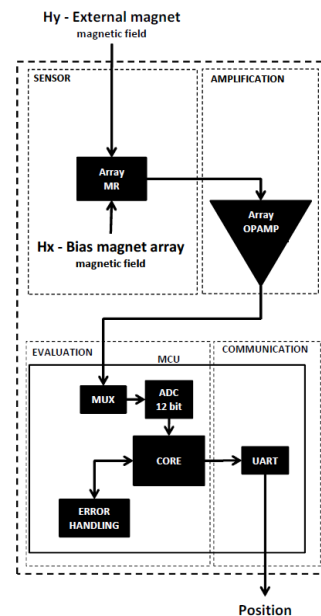 Hy - External magnet
magnetic field
SENSOR
AMPLIFICATION
Array
MR
Array
OPAMP
Hx - Bias magnet array
magnetic field
EVALUATION
COMMUNICATION
MCU
MUX
ADC
12 bit
CORE
UART
ERROR
HANDLING
Position